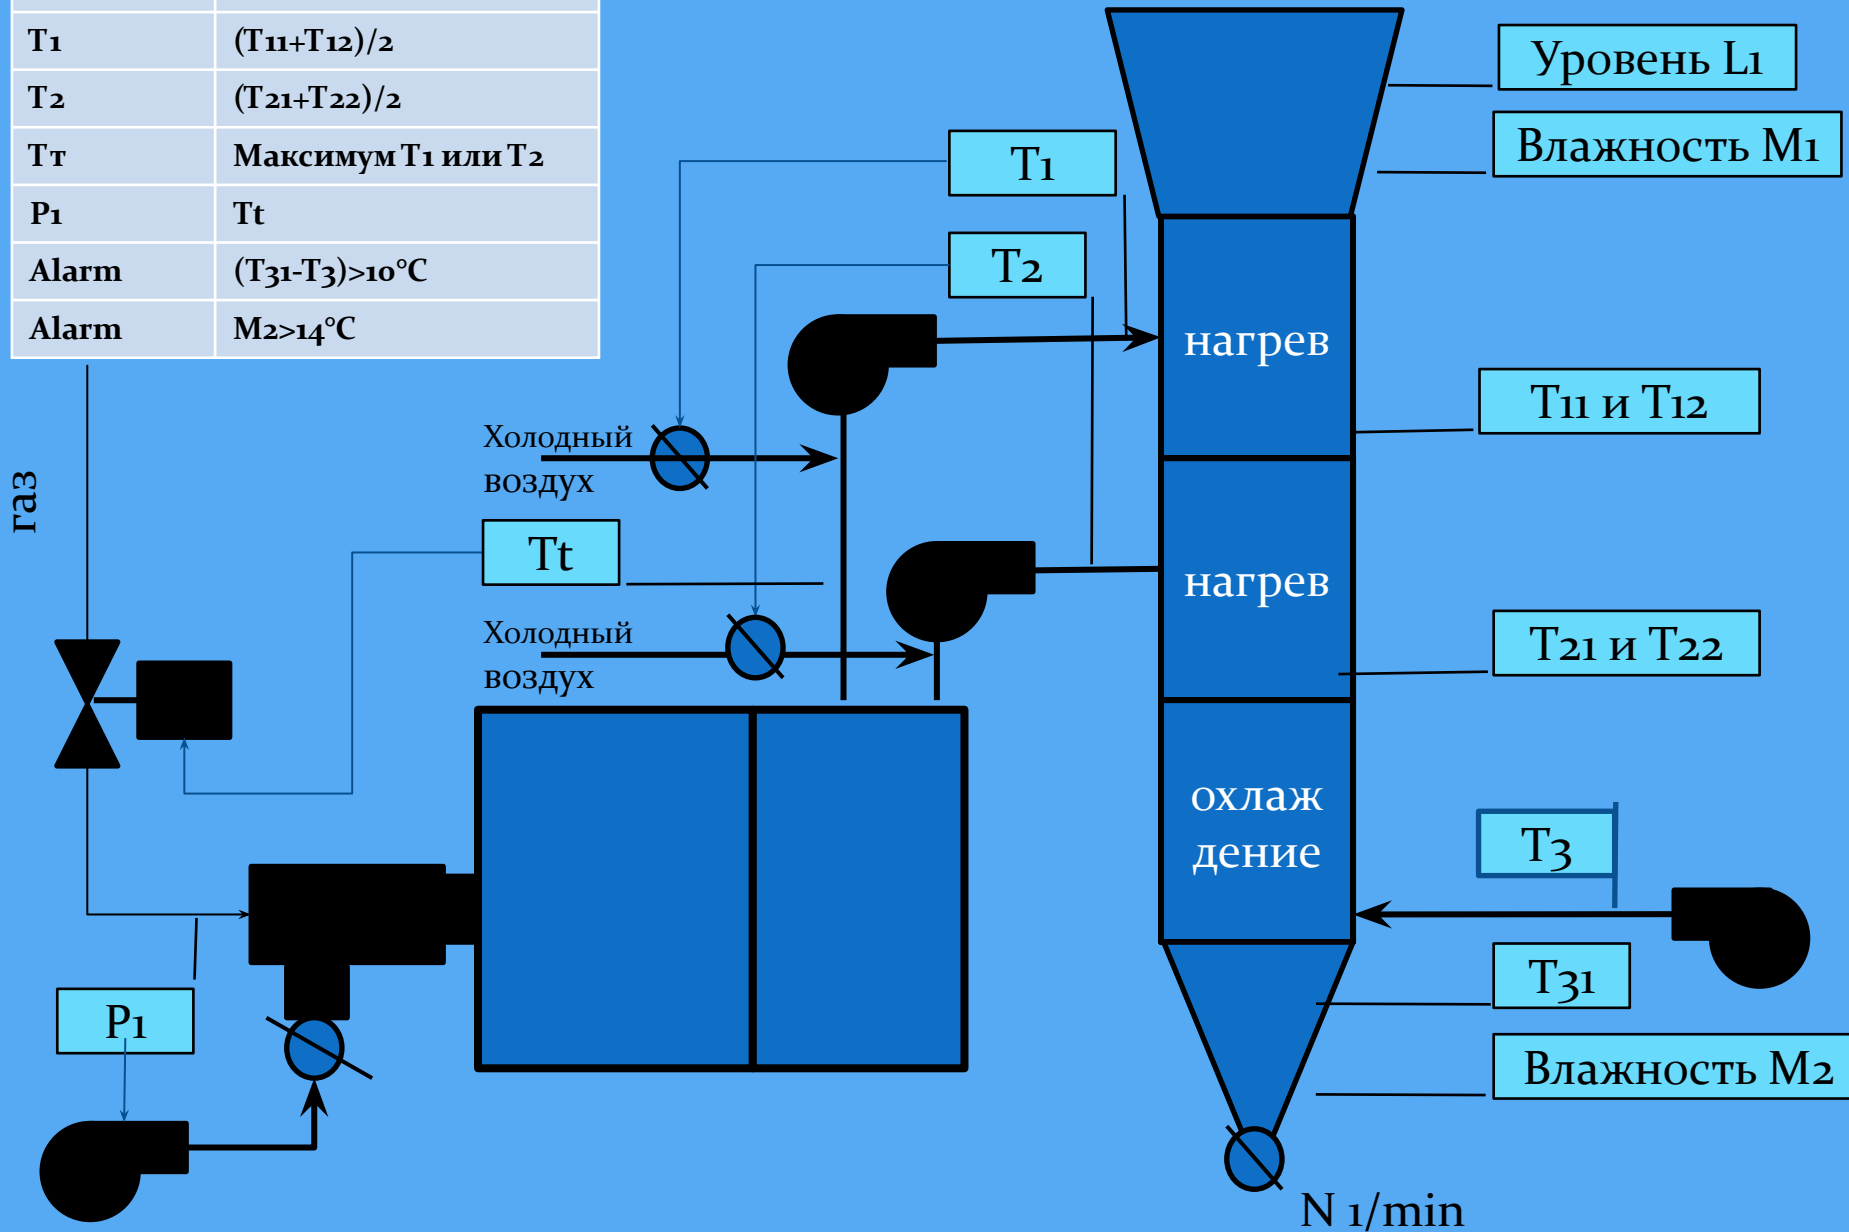 T1 (T11+T12)/2
T2 (T21+T22)/2
Tт Максимум T1 или T2
P1 Tt
Alarm (T31-T3)>10°C
Alarm M2>14°C
Уровень L1
Влажность M1
T1
T2
нагрев
T11 и T12
Холодный
воздух
газ
Tt
нагрев
Холодный
воздух
T21 и T22
охлаж
дение
T3
T31
P1
Влажность M2
N 1/min